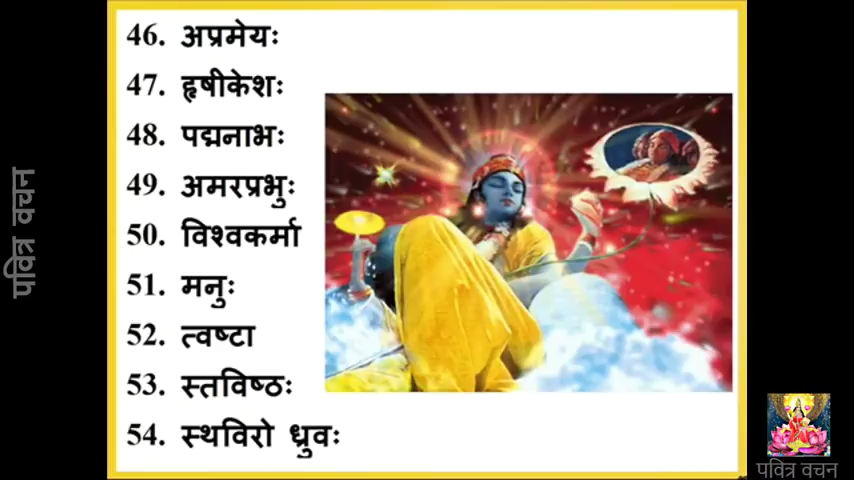 46. अप्रमेयः
47. हृषीकेशः
48. पद्मनाभः
49. अमरप्रभुः
50. विश्वकर्मा
51. मनुः
52. त्वष्टा
53. स्तविष्ठः
54. स्थविरो ध्रुवः
पवित्र वचन
पवित्र वचन